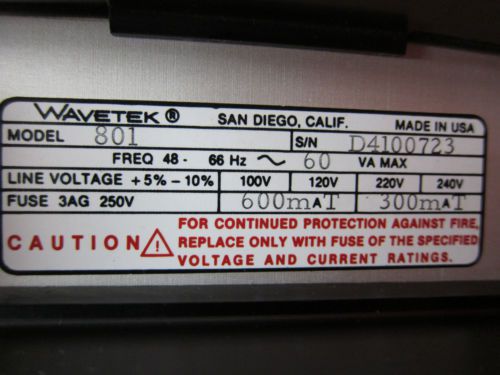 WAVETEK® SAN DIEGO, CALIF. MADE IN USA
MODEL 801 S/N D4100723
FREQ 48 - 66 Hz ~ 60 VA MAX
LINE VOLTAGE +5% -10% 100V 120V 220V 240V
FUSE 3AG 250V 600mAT 300mAT
CAUTION ! FOR CONTINUED PROTECTION AGAINST FIRE,
REPLACE ONLY WITH FUSE OF THE SPECIFIED
VOLTAGE AND CURRENT RATINGS.